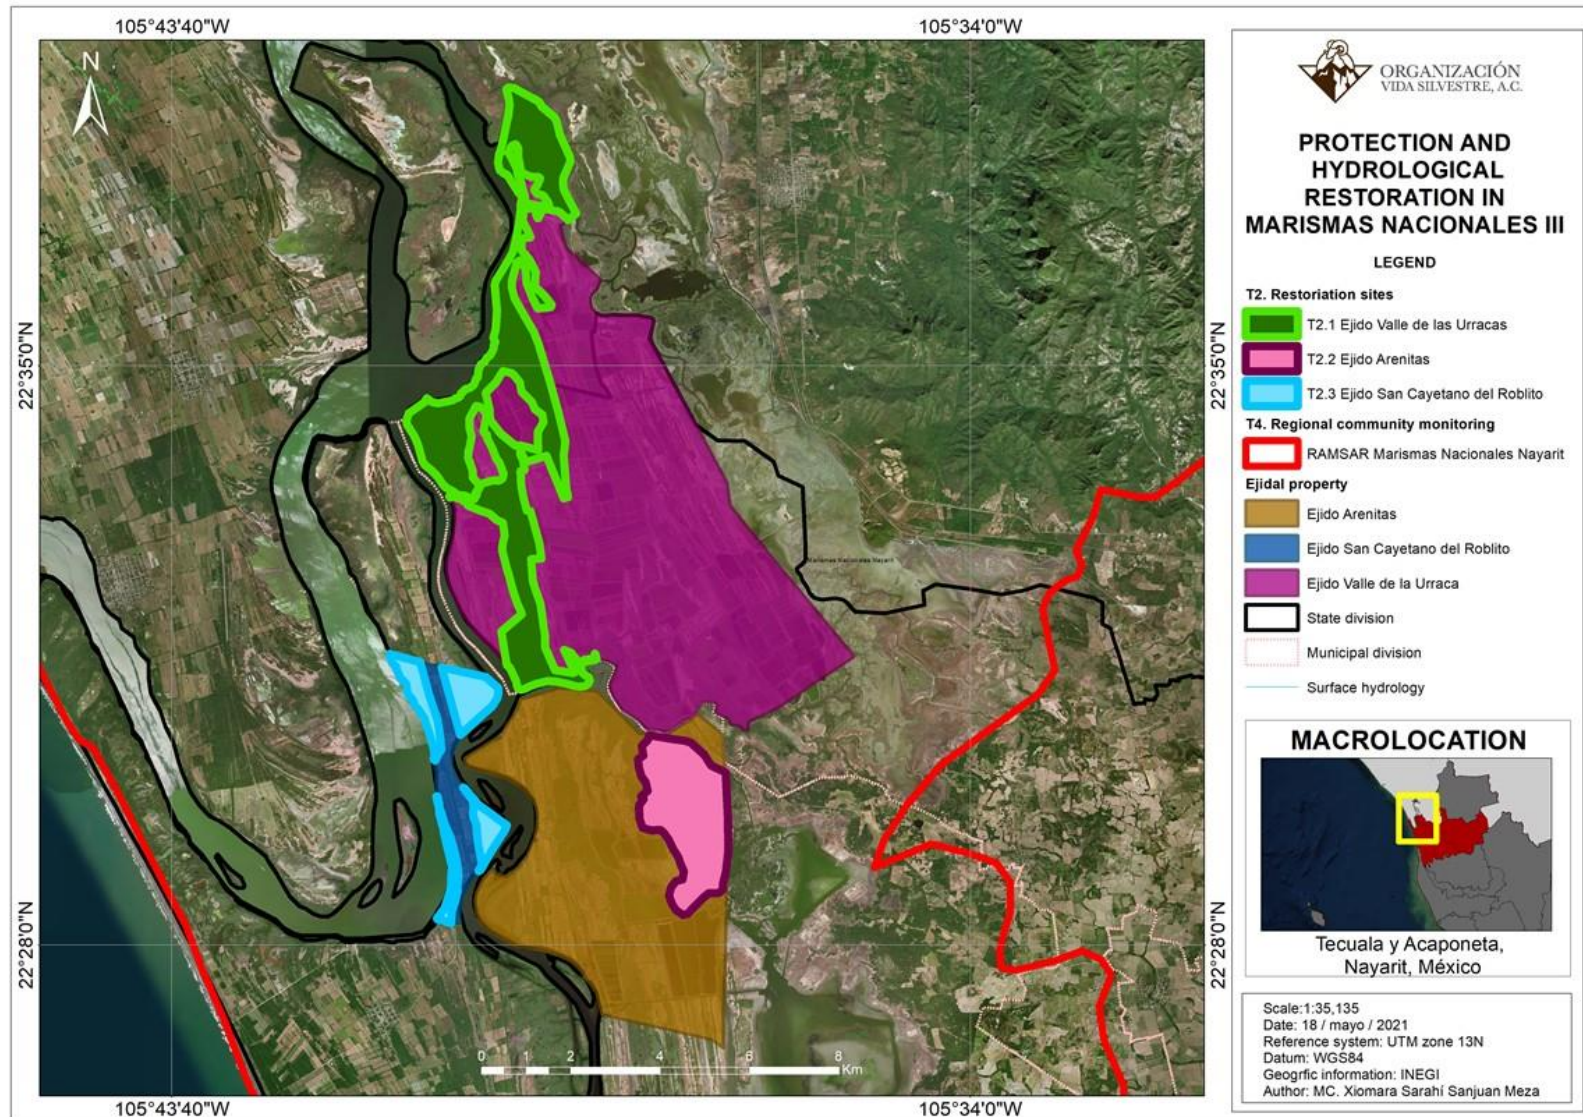 105°43'40"W
105°34'0"W
N
22°35'0"N
22°35'0"N
22°28'0"N
22°28'0"N
Marismas Nacionales Nayarit
0 1 2 4 6 8
Km
105°43'40"W
105°34'0"W
ORGANIZACIÓN
VIDA SILVESTRE, A.C.
PROTECTION AND
HYDROLOGICAL
RESTORATION IN
MARISMAS NACIONALES III
LEGEND
T2. Restoriation sites
T2.1 Ejido Valle de las Urracas
T2.2 Ejido Arenitas
T2.3 Ejido San Cayetano del Roblito
T4. Regional community monitoring
RAMSAR Marismas Nacionales Nayarit
Ejidal property
Ejido Arenitas
Ejido San Cayetano del Roblito
Ejido Valle de la Urraca
State division
Municipal division
Surface hydrology
MACROLOCATION
Tecuala y Acaponeta,
Nayarit, México
Scale:1:35,135
Date: 18 / mayo / 2021
Reference system: UTM zone 13N
Datum: WGS84
Geogrfic information: INEGI
Author: MC. Xiomara Sarahí Sanjuan Meza